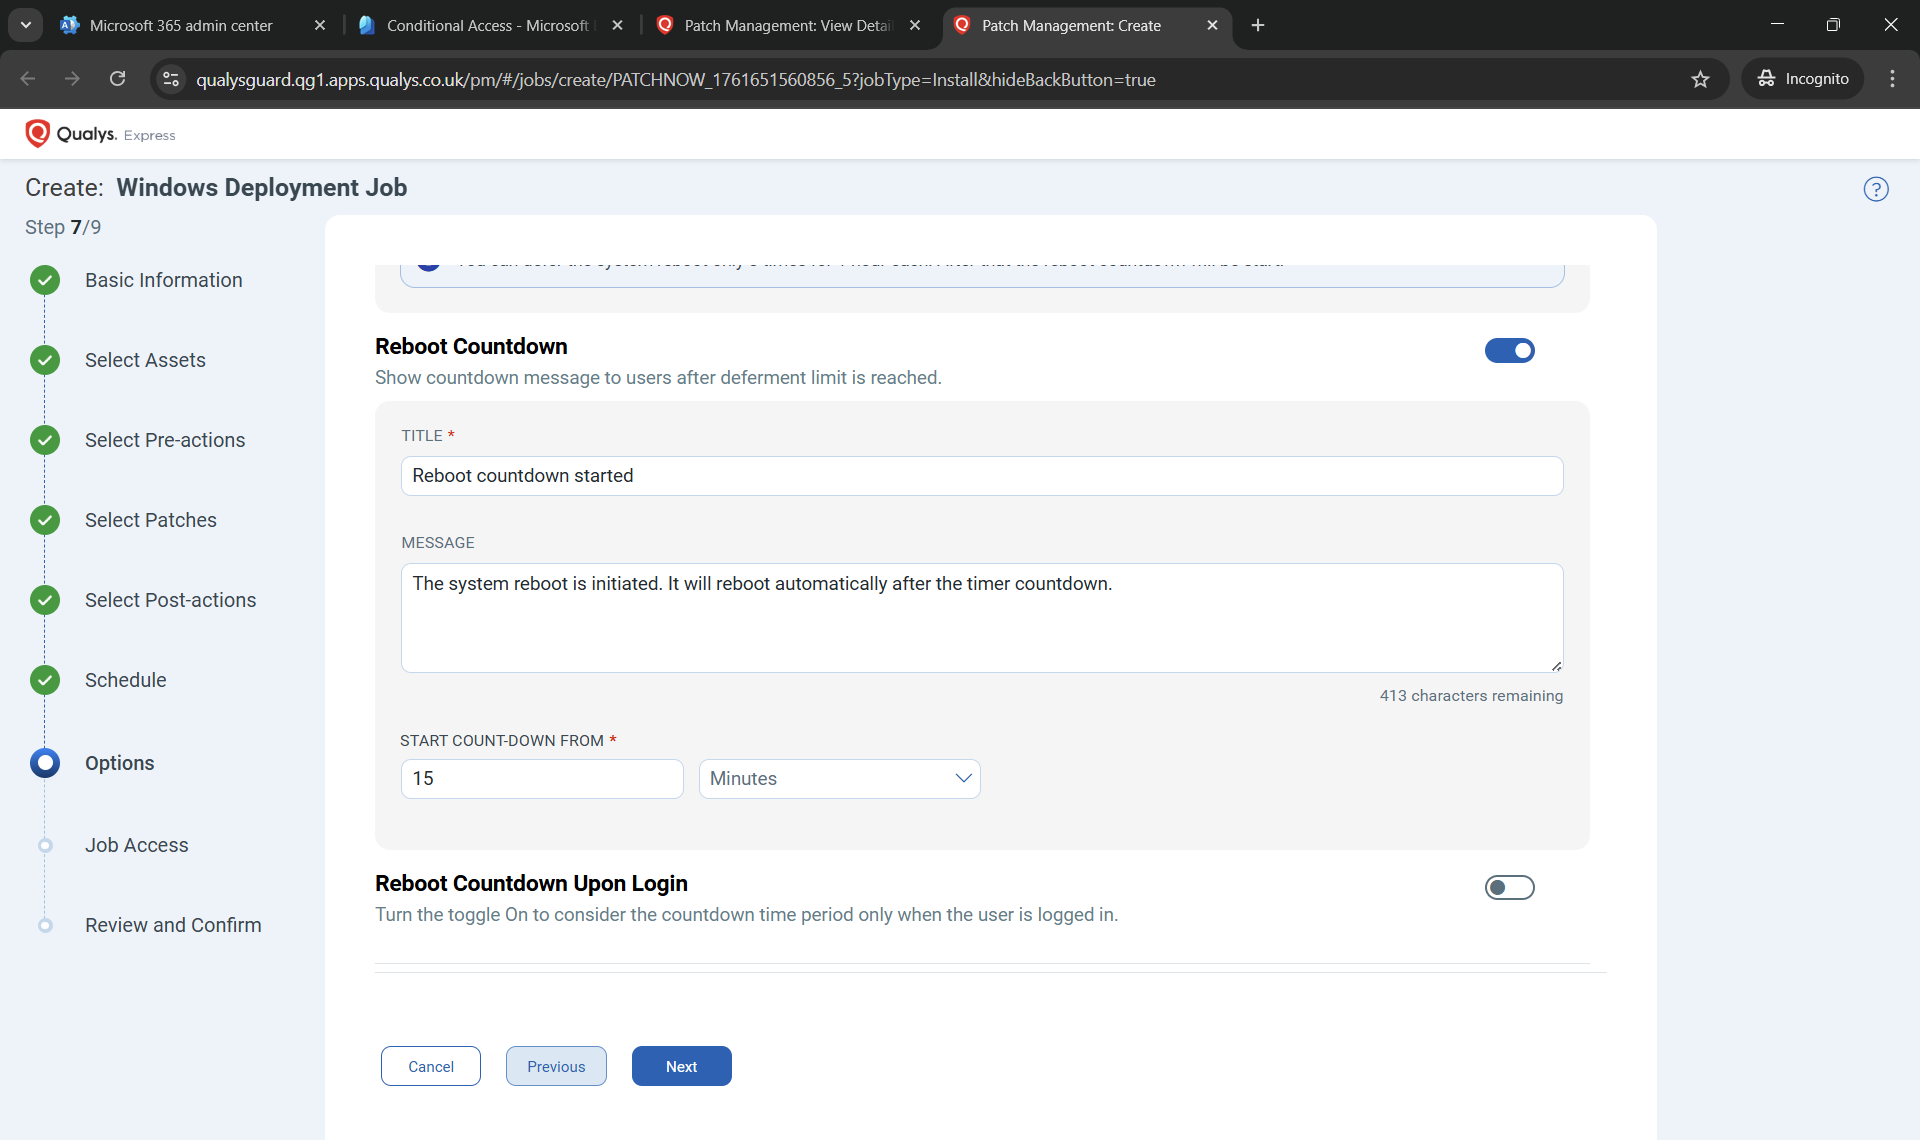 Microsoft 365 admin center
Conditional Access - Microsoft
Patch Management: View Detai
Patch Management: Create
qualysguard.qg1.apps.qualys.co.uk/pm/#/jobs/create/PATCHNOW_1761651560856_5?jobType=Install&hideBackButton=true
Incognito
Qualys. Express
Create: Windows Deployment Job
Step 7/9
Basic Information
Select Assets
Select Pre-actions
Select Patches
Select Post-actions
Schedule
Options
Job Access
Review and Confirm
Reboot Countdown
Show countdown message to users after deferment limit is reached.
TITLE *
Reboot countdown started
MESSAGE
The system reboot is initiated. It will reboot automatically after the timer countdown.
413 characters remaining
START COUNT-DOWN FROM *
15
Minutes
Reboot Countdown Upon Login
Turn the toggle On to consider the countdown time period only when the user is logged in.
Cancel
Previous
Next